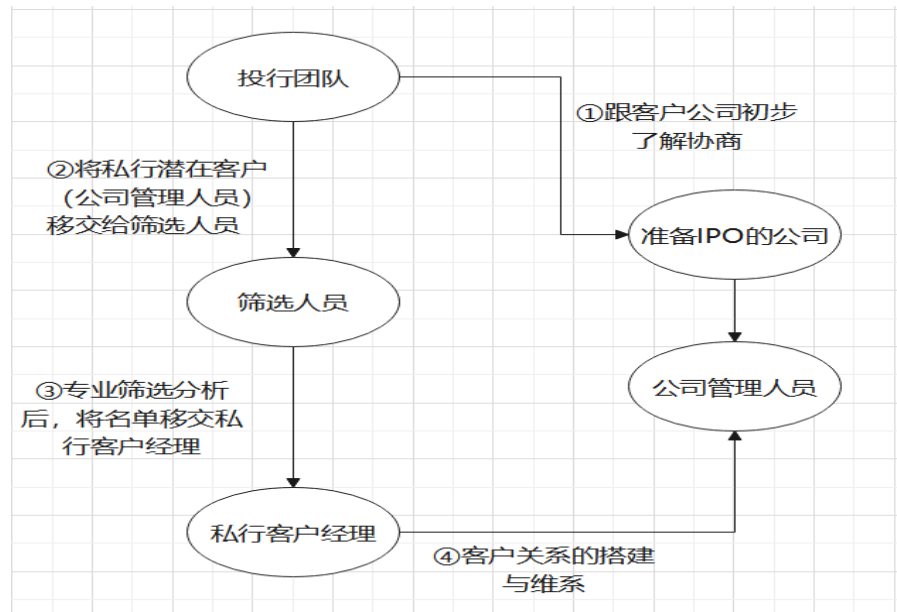 投行团队
①跟客户公司初步
了解协商
②将私行潜在客户
（公司管理人员）
移交给筛选人员
准备IPO的公司
筛选人员
③专业筛选分析
后，将名单移交私
行客户经理
公司管理人员
私行客户经理
④客户关系的搭建
与维系